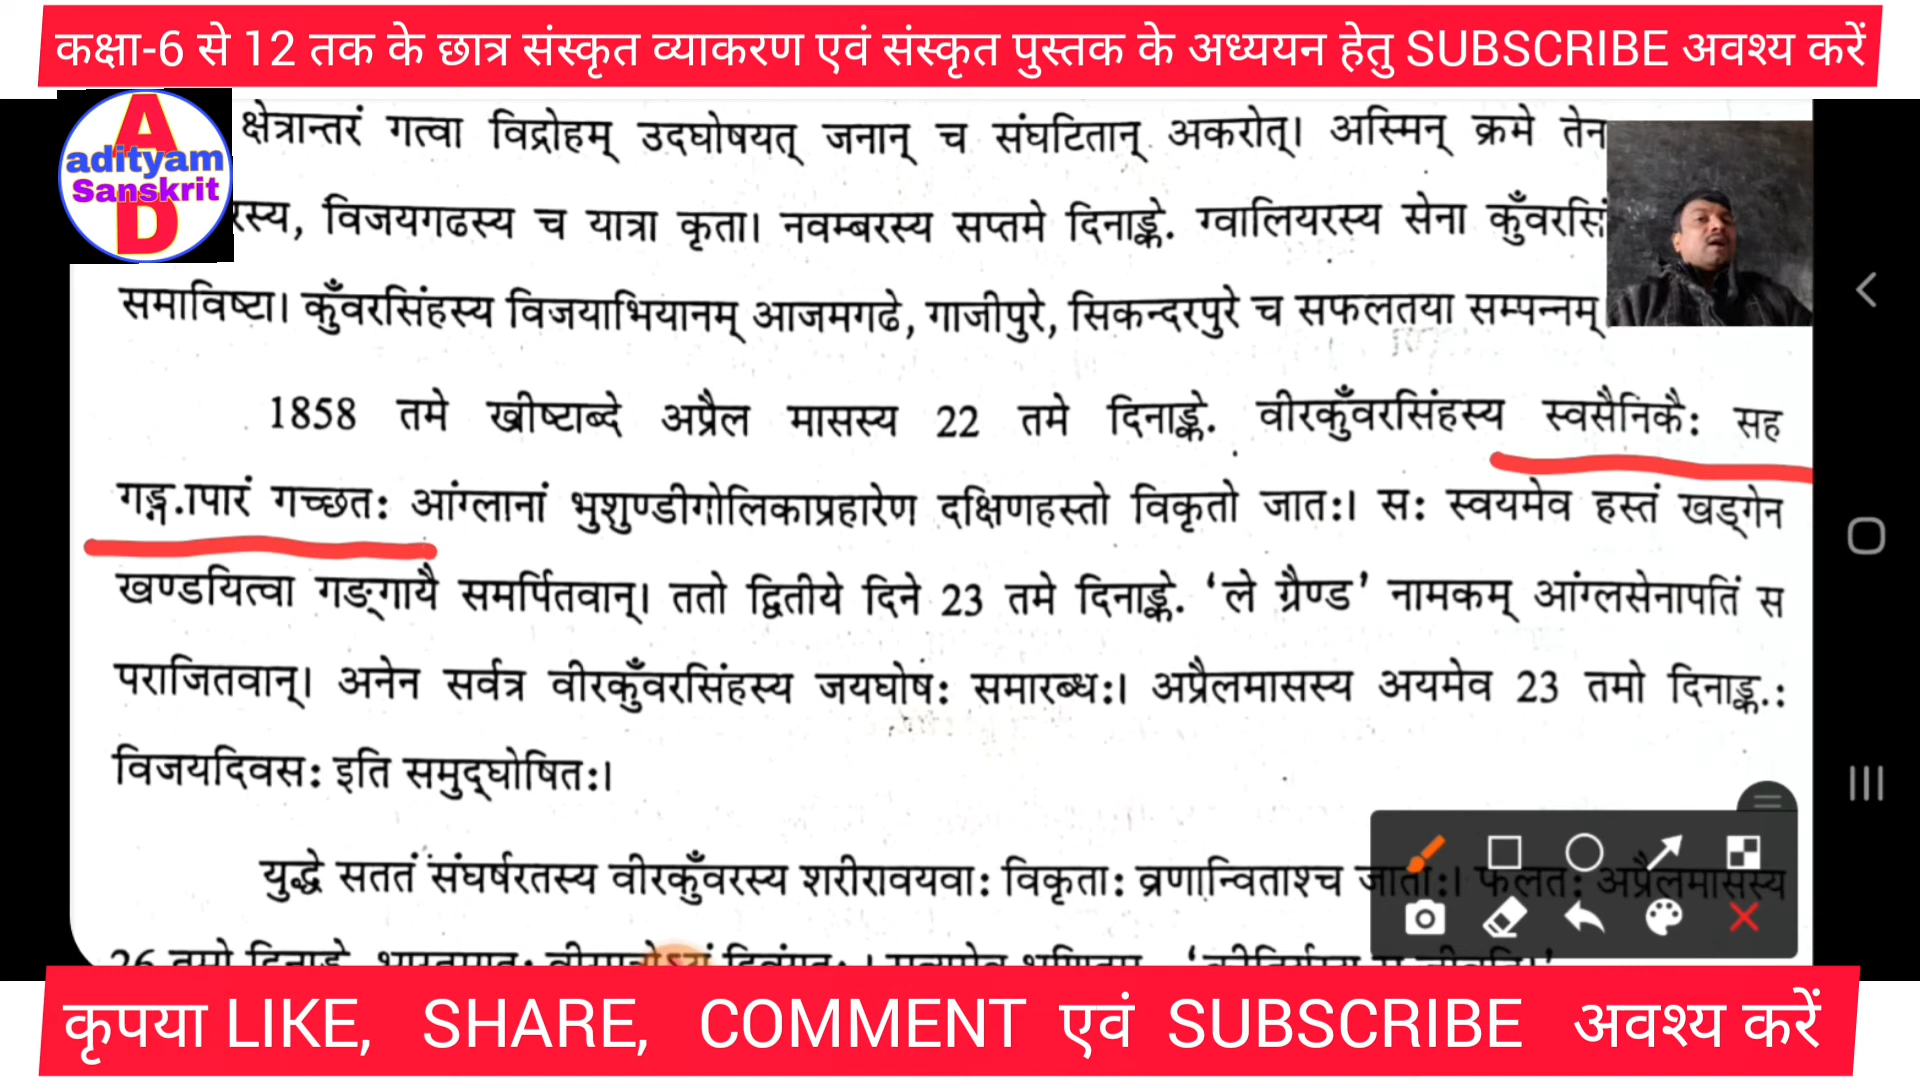 कक्षा-6 से 12 तक के छात्र संस्कृत व्याकरण एवं संस्कृत पुस्तक के अध्ययन हेतु SUBSCRIBE अवश्य करें
A
adityam
Sanskrit
D
क्षेत्रान्तरं गत्वा विद्रोहम् उदघोषयत् जनान् च संघटितान् अकरोत्। अस्मिन् क्रमे तेन
रस्य, विजयगढस्य च यात्रा कृता। नवम्बरस्य सप्तमे दिनाङ्के. ग्वालियरस्य सेना कुँवरसिं
समाविष्टा। कुँवरसिंहस्य विजयाभियानम् आजमगढे, गाजीपुरे, सिकन्दरपुरे च सफलतया सम्पन्नम्
1858 तमे ख्रीष्टाब्दे अप्रैल मासस्य 22 तमे दिनाङ्के. वीरकुँवरसिंहस्य स्वसैनिकै: सह
गङ्ग.ापारं गच्छत: आंग्लानां भुशुण्डीगोलिकाप्रहारेण दक्षिणहस्तो विकृतो जात:। स: स्वयमेव हस्तं खड्गेन
खण्डयित्वा गङ्गायै समर्पितवान्। ततो द्वितीये दिने 23 तमे दिनाङ्के. ‘ले ग्रैण्ड’ नामकम् आंग्लसेनापतिं स
पराजितवान्। अनेन सर्वत्र वीरकुँवरसिंहस्य जयघोष: समारब्ध:। अप्रैलमासस्य अयमेव 23 तमो दिनाङ्क.:
विजयदिवस: इति समुद्घोषित:।
युद्धे सततं संघर्षरतस्य वीरकुँवरस्य शरीरावयवा: विकृता: व्रणान्विताश्च जाता:। फलत: अप्रैलमासस्य
26 तमो दिनाङ्के
कृपया LIKE, SHARE, COMMENT एवं SUBSCRIBE अवश्य करें